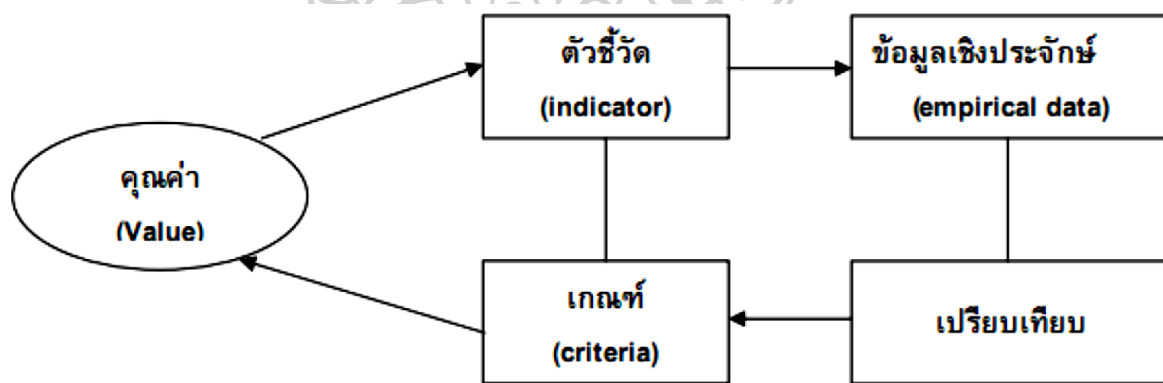 ตัวชี้วัด
(indicator)
ข้อมูลเชิงประจักษ์
(empirical data)
คุณค่า
(Value)
เกณฑ์
(criteria)
เปรียบเทียบ